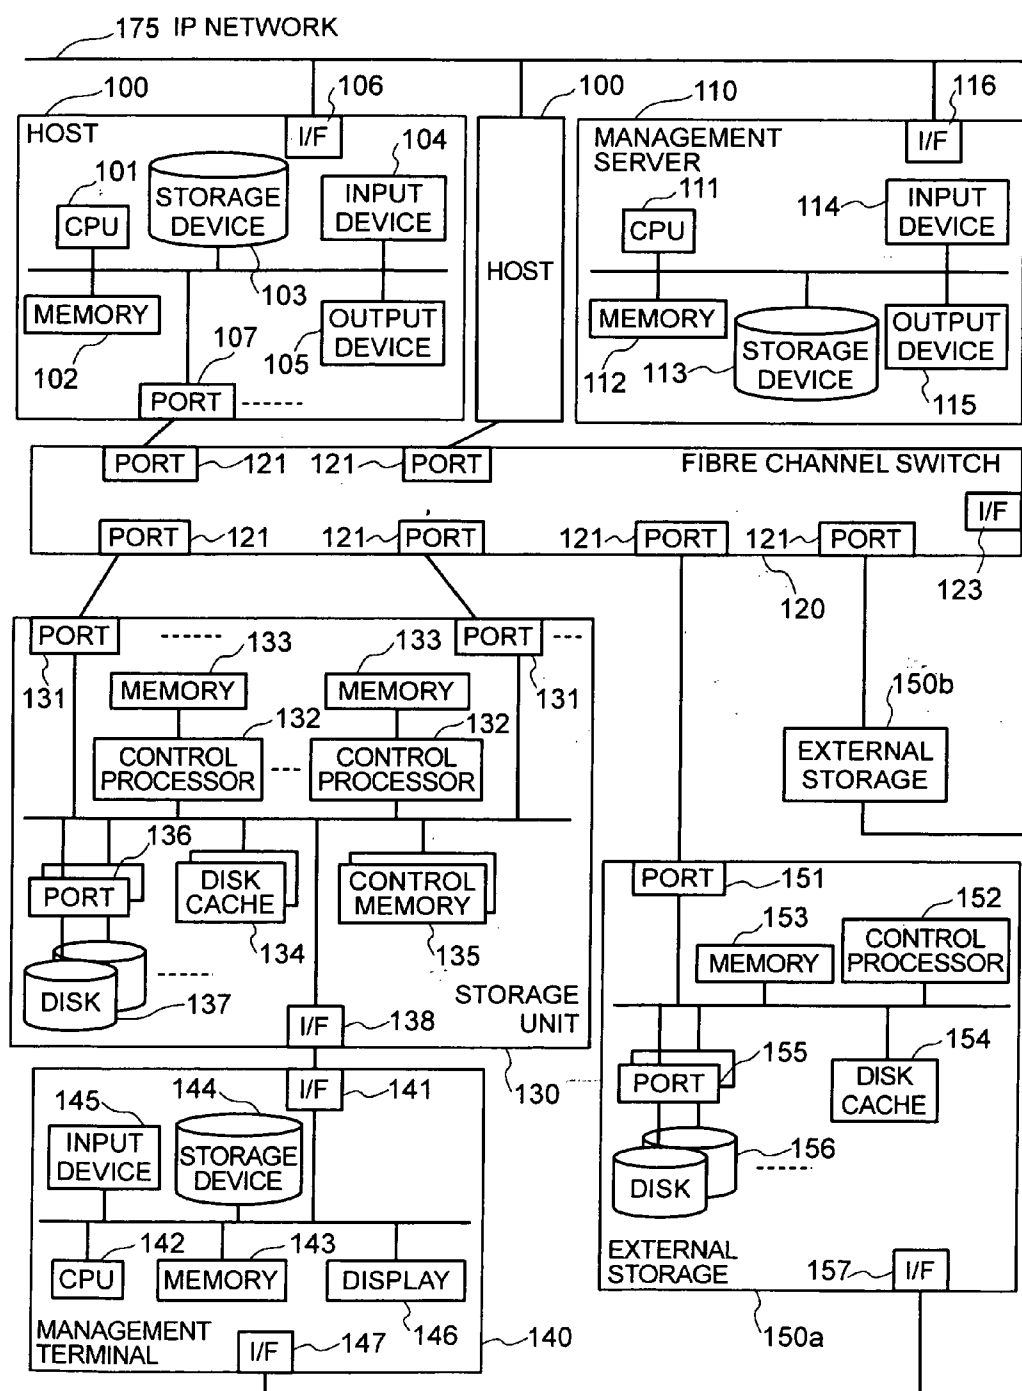 175 IP NETWORK
100
106
100
110
116
HOST
I/F
104
MANAGEMENT
SERVER
I/F
101
STORAGE
DEVICE
INPUT
DEVICE
111
114
INPUT
DEVICE
CPU
CPU
HOST
103
MEMORY
107
105
OUTPUT
DEVICE
MEMORY
OUTPUT
DEVICE
102
112
113
STORAGE
DEVICE
115
PORT
PORT
121
121
PORT
FIBRE CHANNEL SWITCH
I/F
PORT
121
121
PORT
121
PORT
121
PORT
120
123
PORT
133
133
PORT
131
MEMORY
MEMORY
131
150b
132
132
CONTROL
PROCESSOR
CONTROL
PROCESSOR
EXTERNAL
STORAGE
136
PORT
DISK
CACHE
CONTROL
MEMORY
PORT
151
152
134
135
153
CONTROL
PROCESSOR
MEMORY
DISK
137
STORAGE
UNIT
I/F
138
155
154
130
PORT
DISK
CACHE
144
I/F
141
145
INPUT
DEVICE
STORAGE
DEVICE
156
DISK
142
143
EXTERNAL
STORAGE
CPU
MEMORY
DISPLAY
157
I/F
MANAGEMENT
TERMINAL
147
146
140
150a
I/F